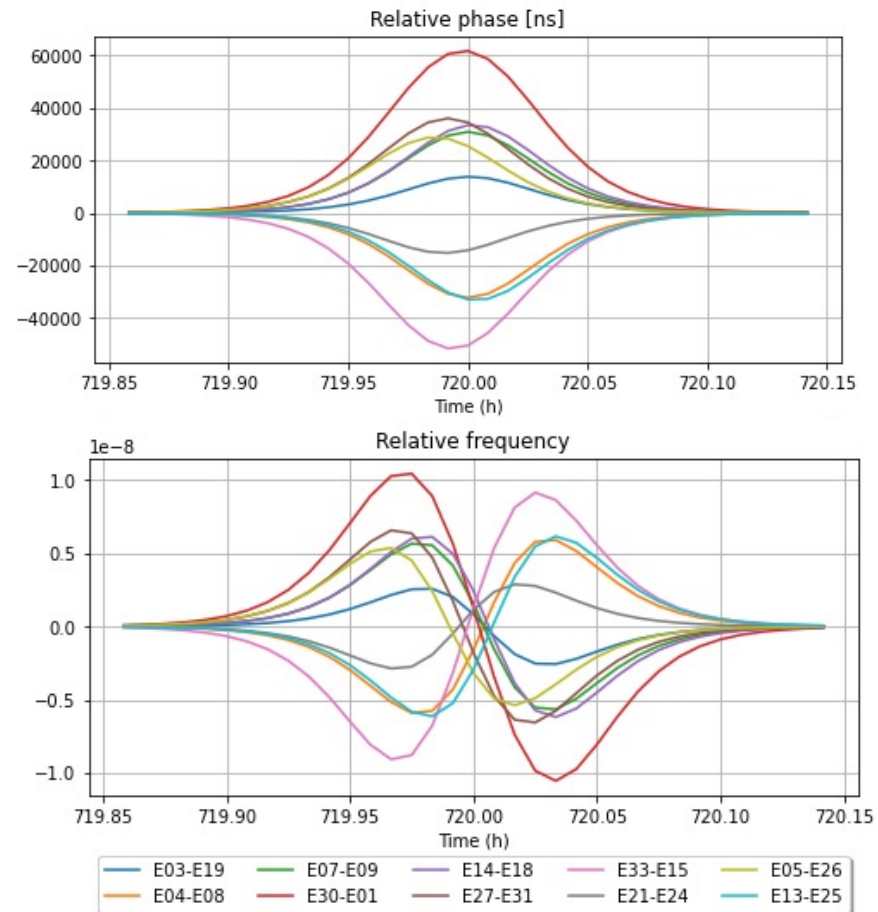 Relative phase [ns]
60000
40000
20000
0
−20000
−40000
719.85 719.90 719.95 720.00 720.05 720.10 720.15
Time (h)
1e−8
Relative frequency
1.0
0.5
0.0
−0.5
−1.0
719.85 719.90 719.95 720.00 720.05 720.10 720.15
Time (h)
E03-E19 E07-E09 E14-E18 E33-E15 E05-E26
E04-E08 E30-E01 E27-E31 E21-E24 E13-E25